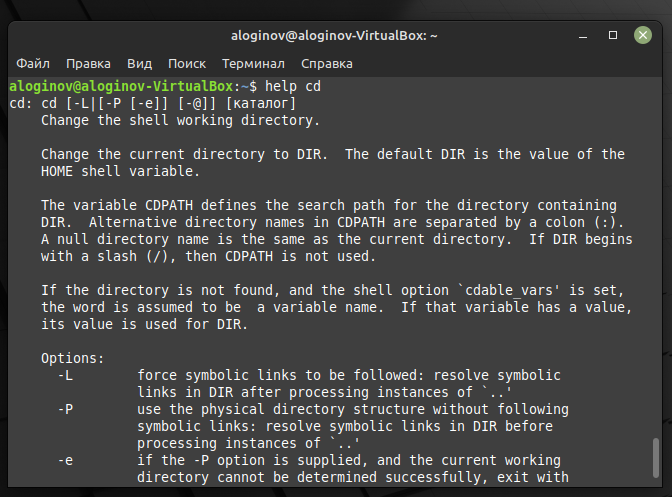 aloginov@aloginov-VirtualBox: ~
Файл Правка Вид Поиск Терминал Справка
aloginov@aloginov-VirtualBox:~$ help cd
cd: cd [-L|[-P [-e]] [-@]] [каталог]
    Change the shell working directory.

    Change the current directory to DIR.  The default DIR is the value of the
    HOME shell variable.

    The variable CDPATH defines the search path for the directory containing
    DIR.  Alternative directory names in CDPATH are separated by a colon (:).
    A null directory name is the same as the current directory.  If DIR begins
    with a slash (/), then CDPATH is not used.

    If the directory is not found, and the shell option `cdable_vars' is set,
    the word is assumed to be  a variable name.  If that variable has a value,
    its value is used for DIR.

    Options:
      -L        force symbolic links to be followed: resolve symbolic
                links in DIR after processing instances of `..'
      -P        use the physical directory structure without following
                symbolic links: resolve symbolic links in DIR before
                processing instances of `..'
      -e        if the -P option is supplied, and the current working
                directory cannot be determined successfully, exit with